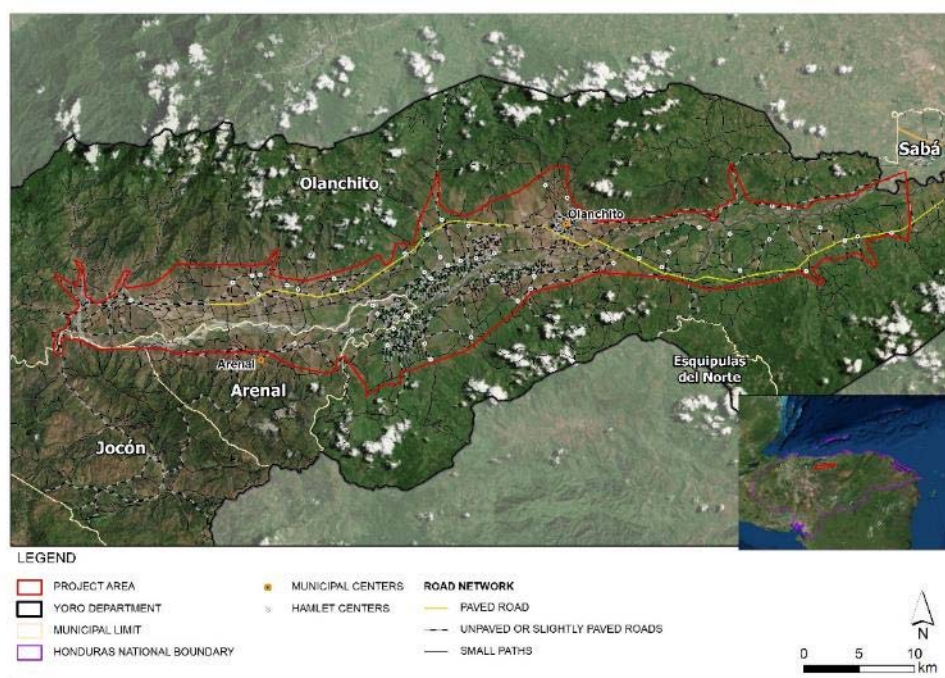 Sabá
Olanchito
Olanchito
Arenal
Arenal
Esquipulas
del Norte
Jocón
LEGEND
PROJECT AREA
YORO DEPARTMENT
MUNICIPAL LIMIT
HONDURAS NATIONAL BOUNDARY
MUNICIPAL CENTERS
HAMLET CENTERS
ROAD NETWORK
PAVED ROAD
UNPAVED OR SLIGHTLY PAVED ROADS
SMALL PATHS
N
0 5 10
km